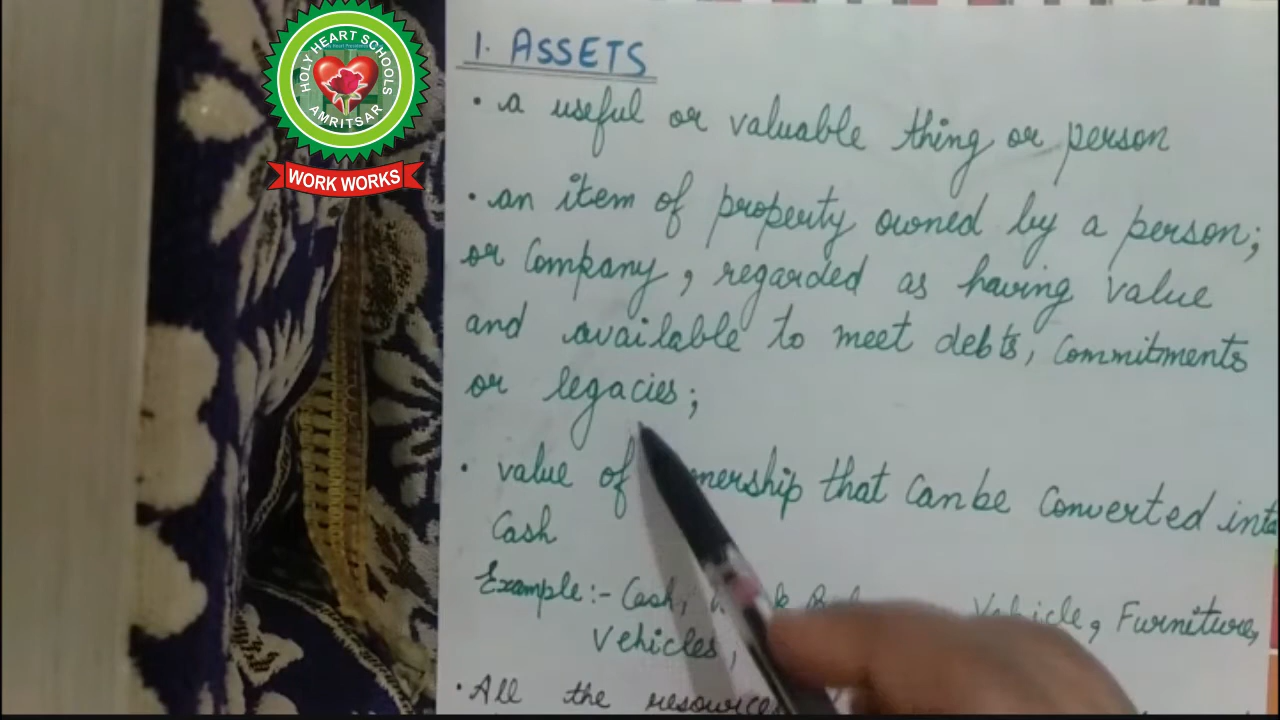 HOLY HEART SCHOOLS
AMRITSAR
WORK WORKS
1. ASSETS
• a useful or valuable thing or person
• an item of property owned by a person;
or Company, regarded as having value
and available to meet debts, Commitments
or legacies;
• value of that can be converted into
Cash
Example:- Cash, Vehicle, Furniture,
Vehicles,
• All the